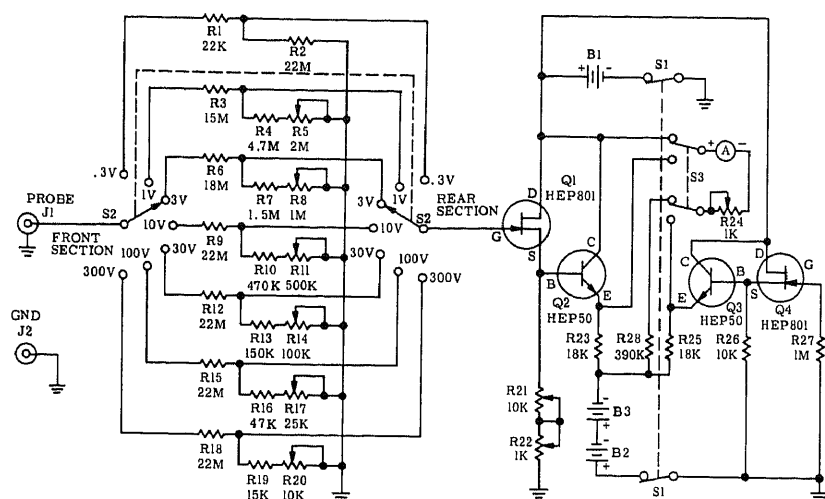 R1
22K
R2
22M
R3
15M
R4
4.7M
R5
2M
.3V
1V
R6
18M
3V
R7
1.5M
R8
1M
3V
1V
.3V
PROBE
J1
S2
FRONT
SECTION
10V
R9
22M
10V
S2
REAR
SECTION
300V
100V
30V
R10
470K
R11
500K
30V
100V
300V
R12
22M
R13
150K
R14
100K
GND
J2
R15
22M
R16
47K
R17
25K
R18
22M
R19
15K
R20
10K
B1
+ -
S1
+ A -
S3
R24
1K
D
Q1
HEP801
G
S
B
C
E
Q2
HEP50
R23
18K
R28
390K
R25
18K
C
B
E
Q3
HEP50
D
G
S
Q4
HEP801
R26
10K
R27
1M
R21
10K
R22
1K
-
B3
+
-
B2
+
S1